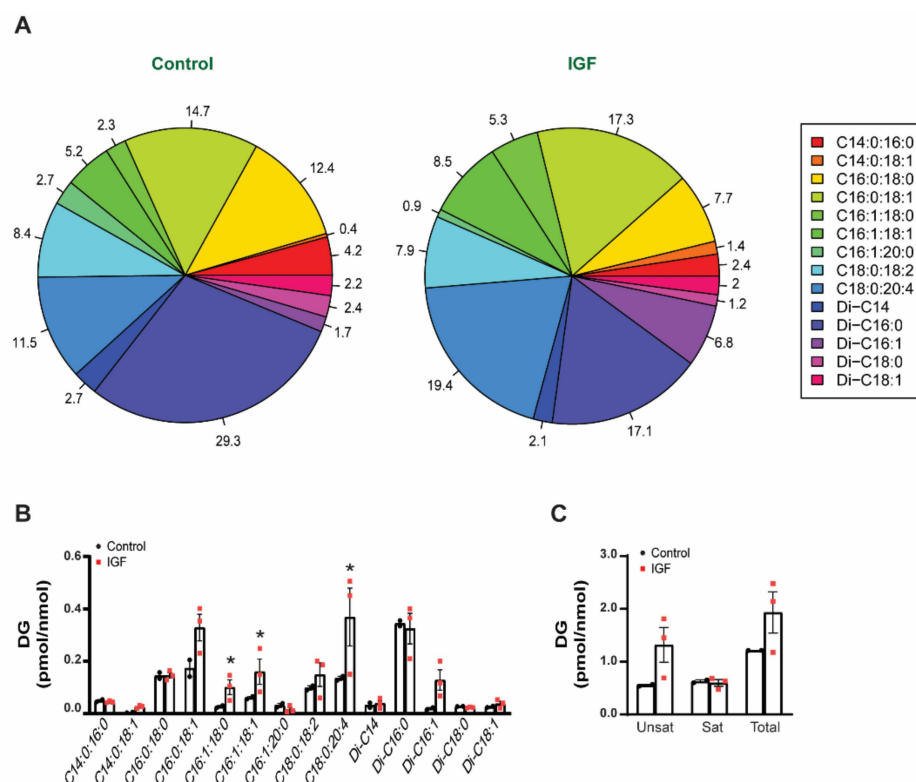 A
Control
IGF
14.7
2.3
5.2
2.7
8.4
11.5
2.7
29.3
1.7
2.4
2.2
4.2
0.4
12.4
17.3
5.3
8.5
0.9
7.9
19.4
2.1
17.1
6.8
1.2
2
2.4
1.4
7.7
C14:0:16:0
C14:0:18:1
C16:0:18:0
C16:0:18:1
C16:1:18:0
C16:1:18:1
C16:1:20:0
C18:0:18:2
C18:0:20:4
Di−C14
Di−C16:0
Di−C16:1
Di−C18:0
Di−C18:1
B
DG
(pmol/nmol)
0.6
0.4
0.2
0.0
Control
IGF
* * *
C14:0:16:0
C14:0:18:1
C16:0:18:0
C16:0:18:1
C16:1:18:0
C16:1:18:1
C16:1:20:0
C18:0:18:2
C18:0:20:4
Di-C14
Di-C16:0
Di-C16:1
Di-C18:0
Di-C18:1
C
DG
(pmol/nmol)
3.0
2.0
1.0
0.0
Control
IGF
Unsat Sat Total